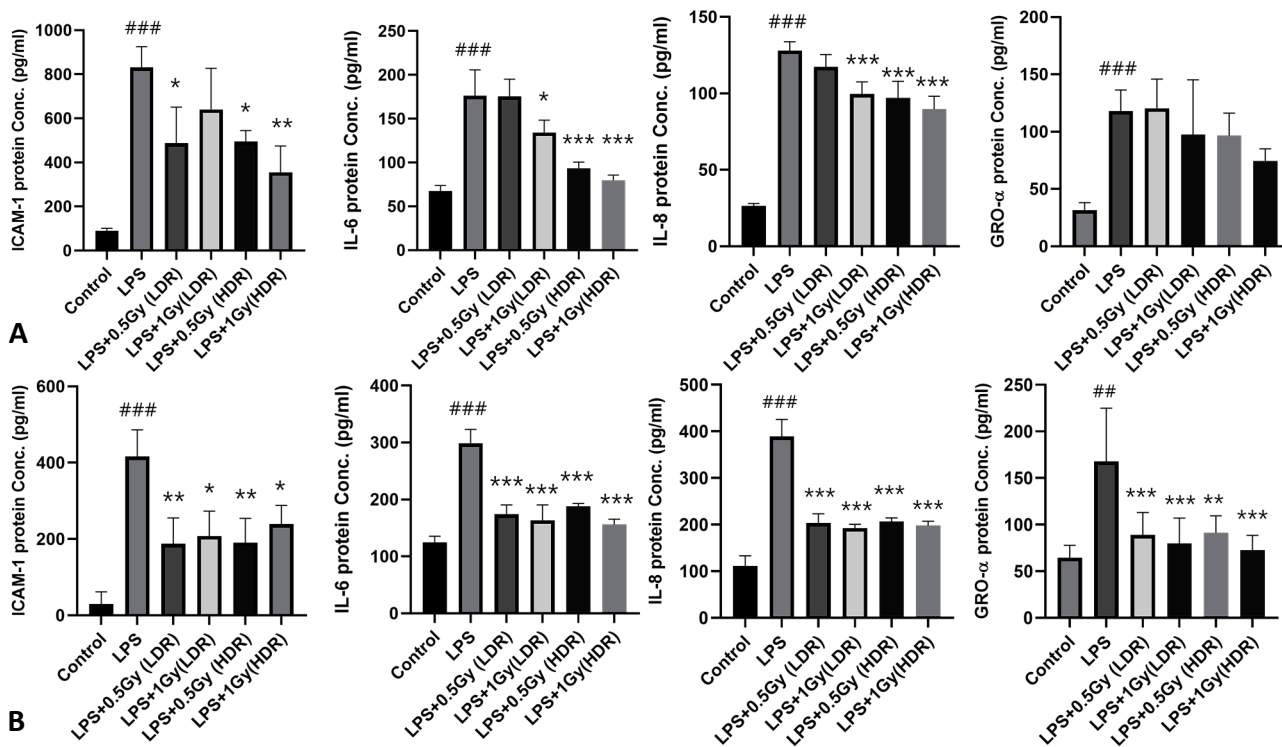 ICAM-1 protein Conc. (pg/ml)
1000
800
600
400
200
0
###
*
*
**
Control
LPS
LPS+0.5Gy (LDR)
LPS+1Gy(LDR)
LPS+0.5Gy (HDR)
LPS+1Gy(HDR)
IL-6 protein Conc. (pg/ml)
250
200
150
100
50
0
###
*
***
***
Control
LPS
LPS+0.5Gy (LDR)
LPS+1Gy(LDR)
LPS+0.5Gy (HDR)
LPS+1Gy(HDR)
IL-8 protein Conc. (pg/ml)
150
100
50
0
###
***
***
***
Control
LPS
LPS+0.5Gy (LDR)
LPS+1Gy(LDR)
LPS+0.5Gy (HDR)
LPS+1Gy(HDR)
GRO-α protein Conc. (pg/ml)
200
150
100
50
0
###
Control
LPS
LPS+0.5Gy (LDR)
LPS+1Gy(LDR)
LPS+0.5Gy (HDR)
LPS+1Gy(HDR)
A
ICAM-1 protein Conc. (pg/ml)
600
400
200
0
###
**
*
**
*
Control
LPS
LPS+0.5Gy (LDR)
LPS+1Gy(LDR)
LPS+0.5Gy (HDR)
LPS+1Gy(HDR)
IL-6 protein Conc. (pg/ml)
400
300
200
100
0
###
***
***
***
***
Control
LPS
LPS+0.5Gy (LDR)
LPS+1Gy(LDR)
LPS+0.5Gy (HDR)
LPS+1Gy(HDR)
IL-8 protein Conc. (pg/ml)
500
400
300
200
100
0
###
***
***
***
***
Control
LPS
LPS+0.5Gy (LDR)
LPS+1Gy(LDR)
LPS+0.5Gy (HDR)
LPS+1Gy(HDR)
GRO-α protein Conc. (pg/ml)
250
200
150
100
50
0
##
***
***
**
***
Control
LPS
LPS+0.5Gy (LDR)
LPS+1Gy(LDR)
LPS+0.5Gy (HDR)
LPS+1Gy(HDR)
B